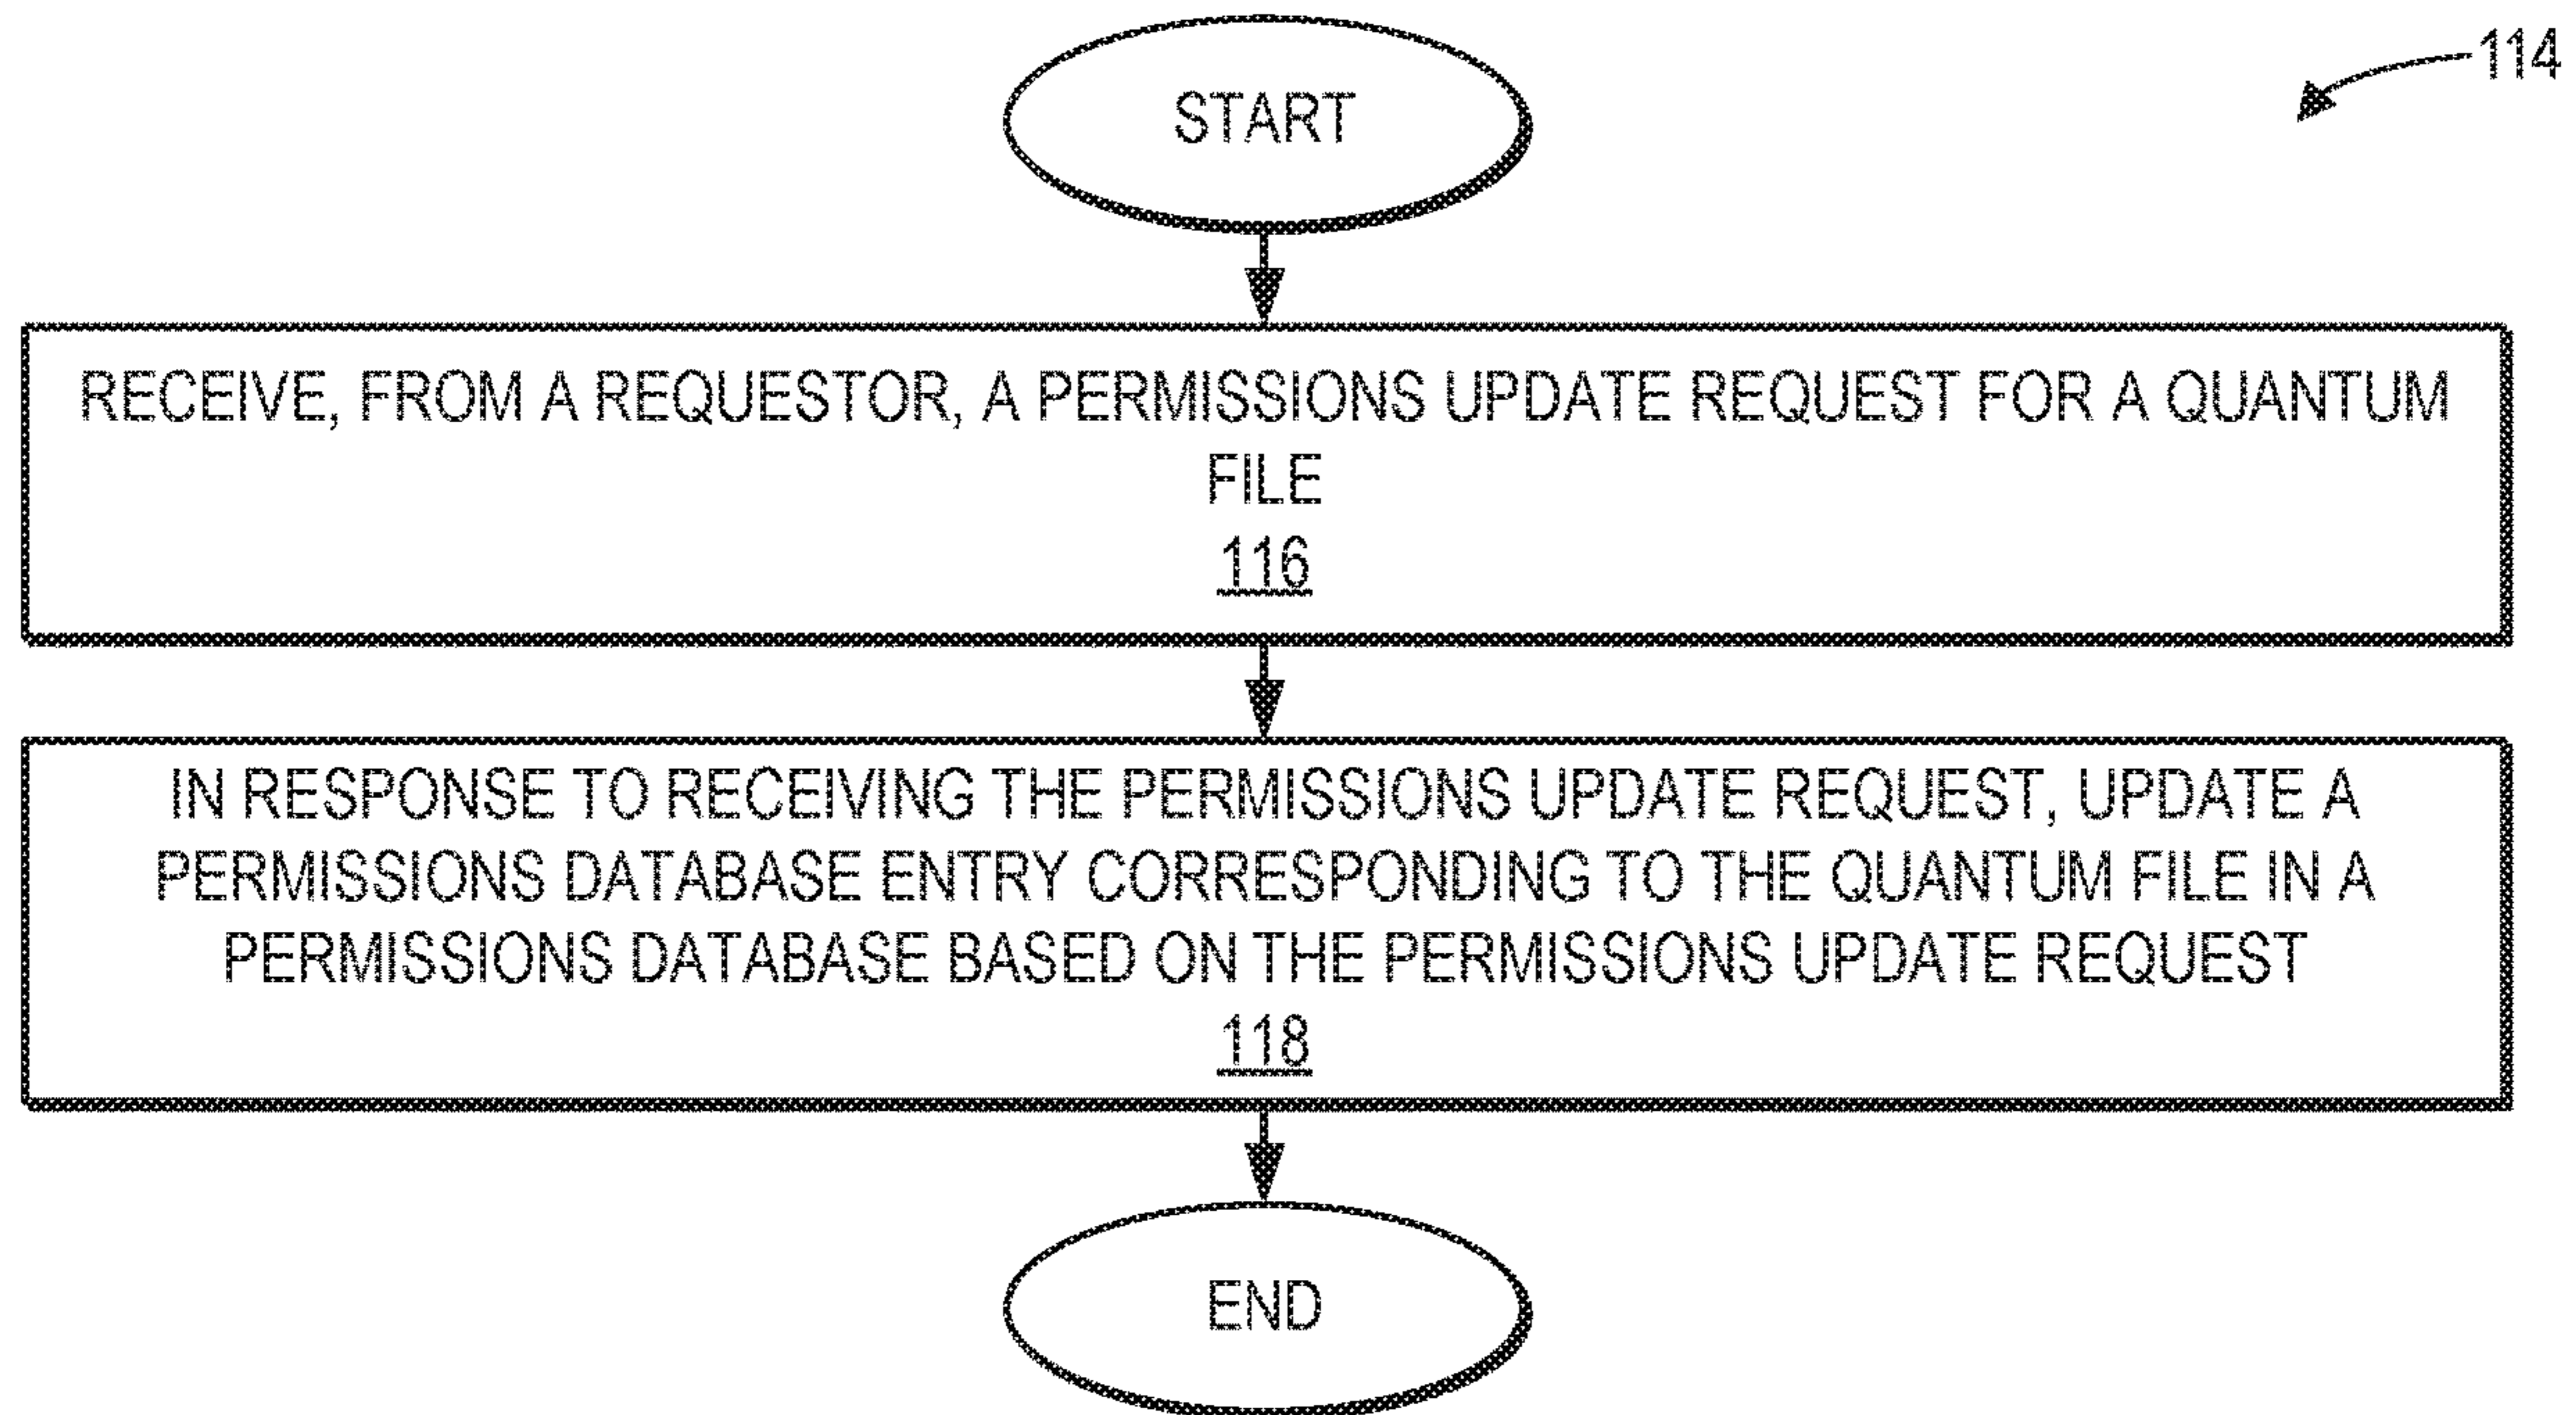 START
114
RECEIVE, FROM A REQUESTOR, A PERMISSIONS UPDATE REQUEST FOR A QUANTUM
FILE
116
IN RESPONSE TO RECEIVING THE PERMISSIONS UPDATE REQUEST, UPDATE A
PERMISSIONS DATABASE ENTRY CORRESPONDING TO THE QUANTUM FILE IN A
PERMISSIONS DATABASE BASED ON THE PERMISSIONS UPDATE REQUEST
118
END